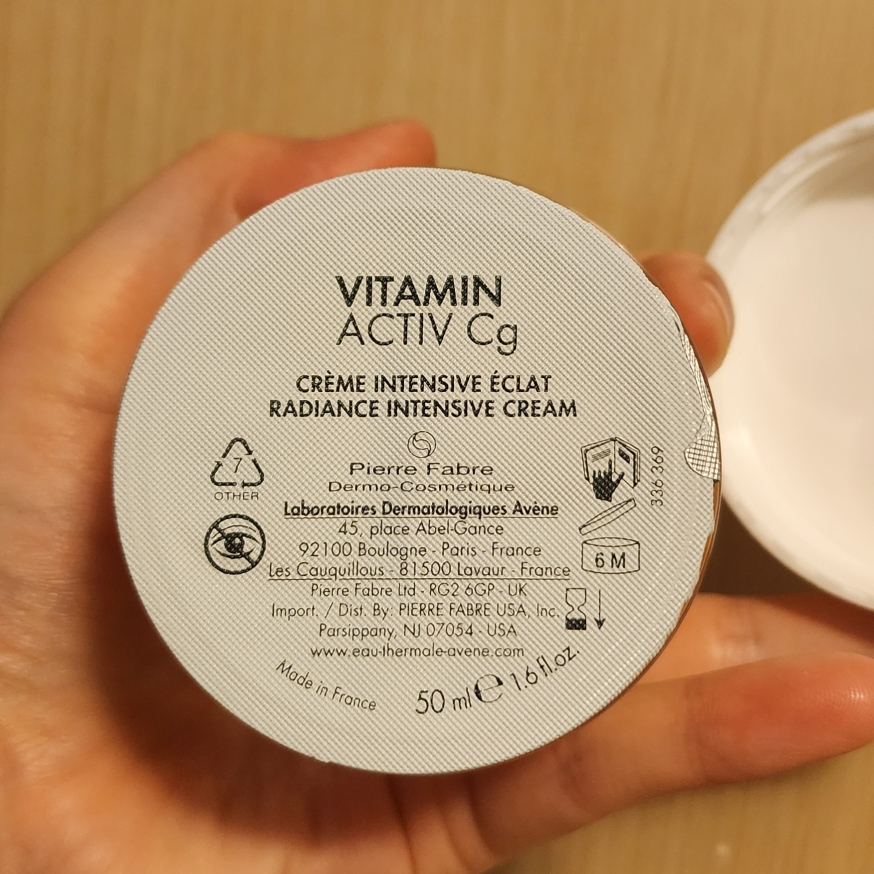 VITAMIN
ACTIV Cg
CRÈME INTENSIVE ÉCLAT
RADIANCE INTENSIVE CREAM
Pierre Fabre
Dermo-Cosmétique
Laboratoires Dermatologiques Avène
45, place Abel-Gance
92100 Boulogne - Paris - France
Les Cauquillous - 81500 Lavaur - France
Pierre Fabre Ltd - RG2 6GP - UK
Import. / Dist. By: PIERRE FABRE USA, Inc.
Parsippany, NJ 07054 - USA
www.eau-thermale-avene.com
Made in France
50 ml e 1.6 fl.oz.
7
OTHER
6 M
336 369